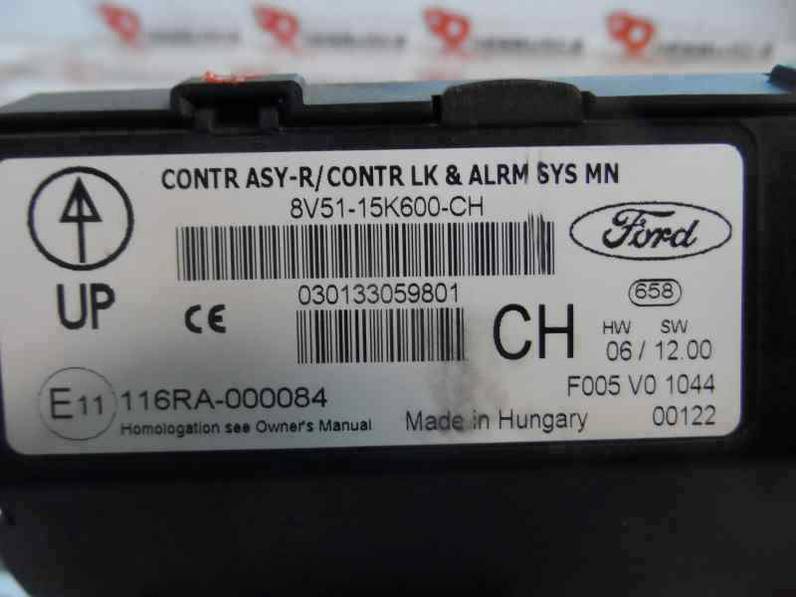 CONTR ASY-R/CONTR LK & ALRM SYS MN
8V51-15K600-CH
Ford
UP
CE
030133059801
CH
658
HW SW
06 / 12.00
E11 116RA-000084
Homologation see Owner's Manual
Made in Hungary
F005 V0 1044
00122